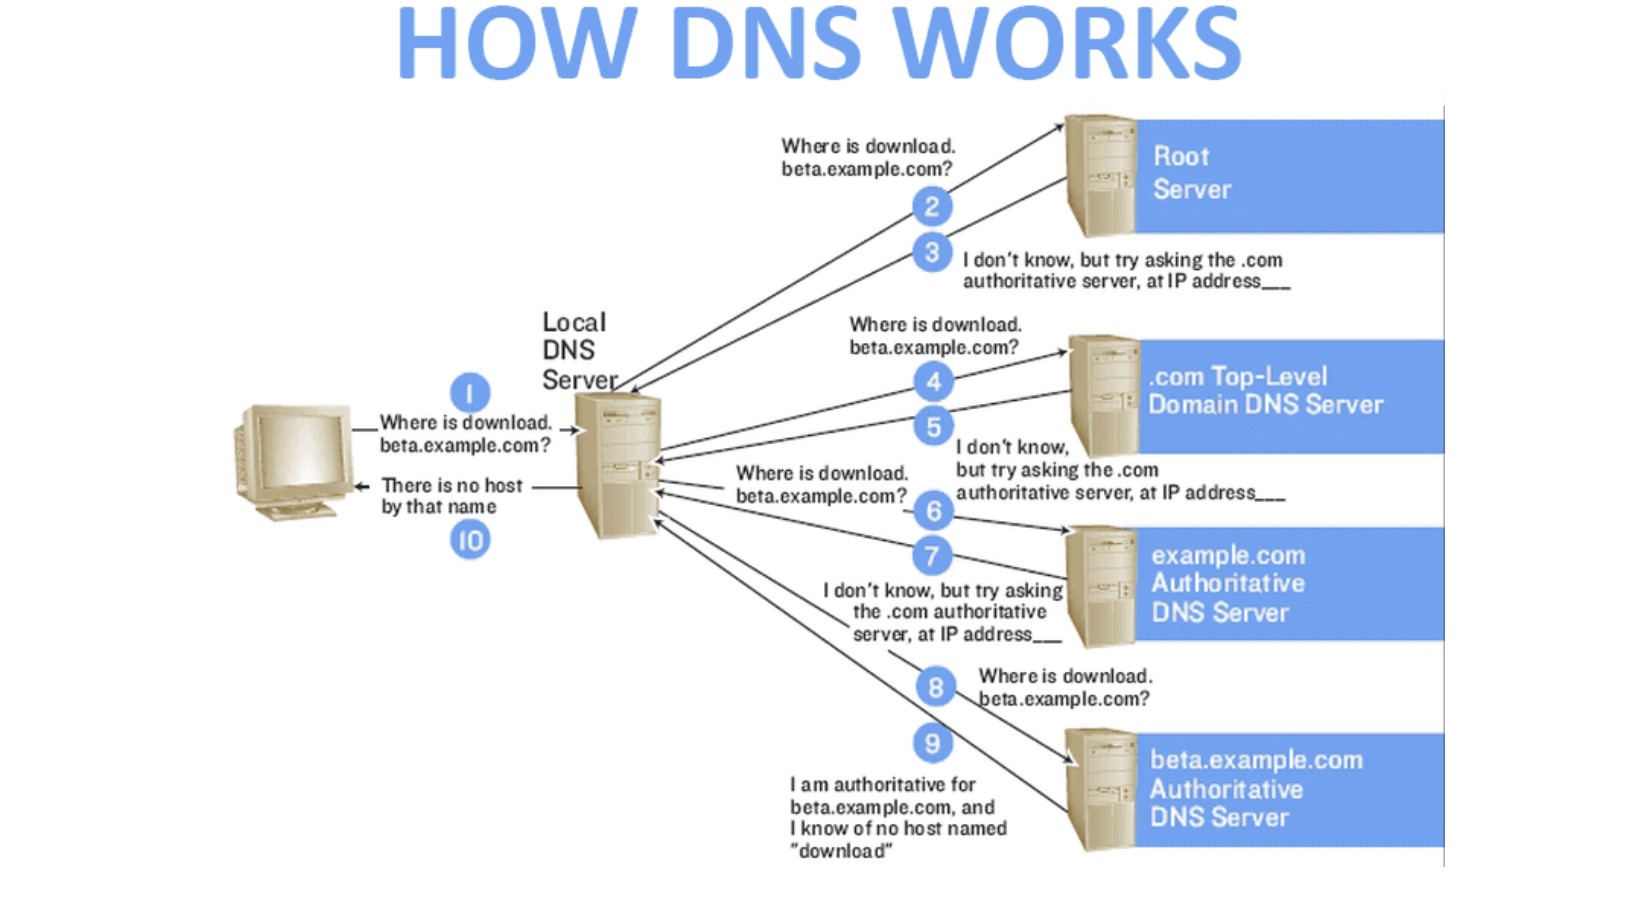 HOW DNS WORKS
Where is download.
beta.example.com?
2
Root
Server
3
I don't know, but try asking the .com
authoritative server, at IP address___
Local
DNS
Server
Where is download.
beta.example.com?
4
.com Top-Level
Domain DNS Server
5
I don't know,
but try asking the .com
authoritative server, at IP address___
1
Where is download.
beta.example.com?
There is no host
by that name
10
Where is download.
beta.example.com?
6
7
example.com
Authoritative
DNS Server
I don't know, but try asking
the .com authoritative
server, at IP address___
8
Where is download.
beta.example.com?
9
I am authoritative for
beta.example.com, and
I know of no host named
"download"
beta.example.com
Authoritative
DNS Server